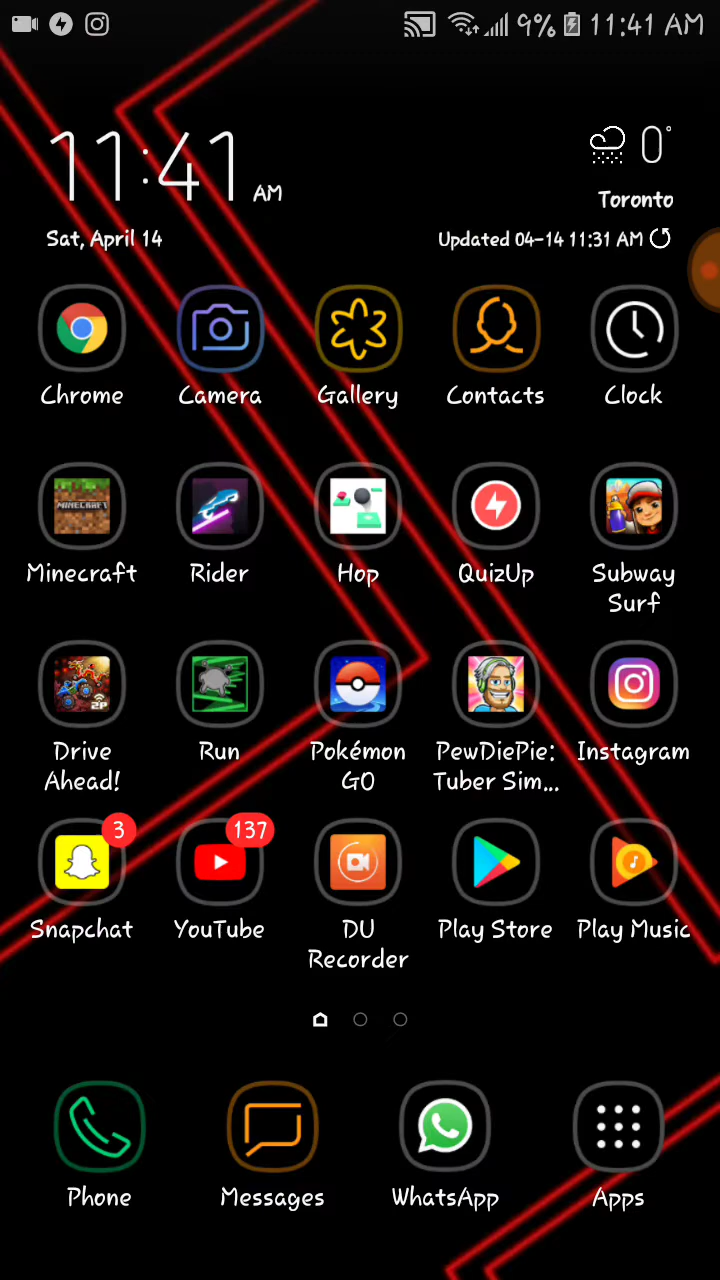 9% 11:41 AM
11:41 AM
0°
Toronto
Sat, April 14
Updated 04-14 11:31 AM
Chrome
Camera
Gallery
Contacts
Clock
MINECRAFT
Minecraft
Rider
Hop
QuizUp
Subway
Surf
2P
Drive
Ahead!
Run
Pokémon
GO
PewDiePie:
Tuber Sim...
Instagram
3
137
Snapchat
YouTube
DU
Recorder
Play Store
Play Music
Phone
Messages
WhatsApp
Apps